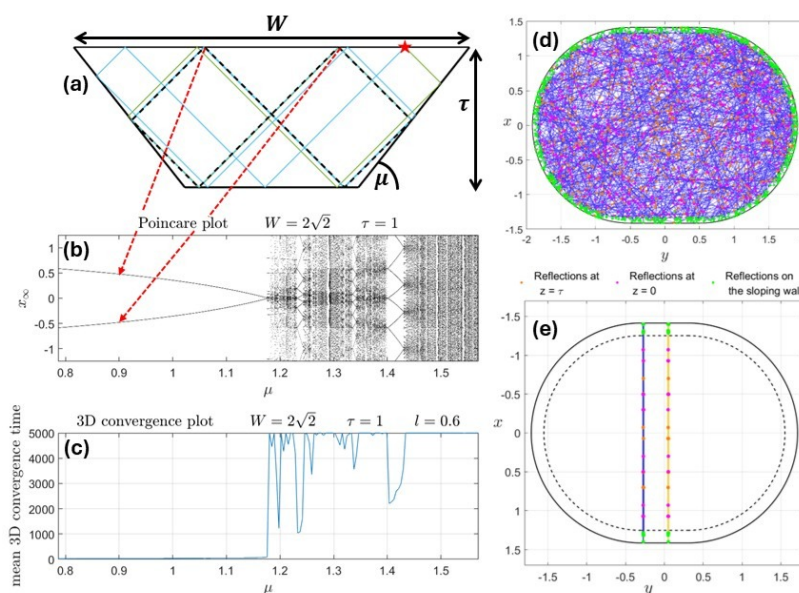 W
(a)
τ
μ
(b)
Poincare plot W = 2√2 τ = 1
x∞
1
0.5
0
-0.5
-1
0.8 0.9 1 1.1 1.2 1.3 1.4 1.5
μ
(c)
3D convergence plot W = 2√2 τ = 1 l = 0.6
mean 3D convergence time
5000
4000
3000
2000
1000
0
0.8 0.9 1 1.1 1.2 1.3 1.4 1.5
μ
(d)
x
1.5
1
0.5
0
-0.5
-1
-1.5
-2 -1.5 -1 -0.5 0 0.5 1 1.5 2
y
Reflections at z = τ
Reflections at z = 0
Reflections on the sloping wall
(e)
x
-1.5
-1
-0.5
0
0.5
1
1.5
-1.5 -1 -0.5 0 0.5 1 1.5
y